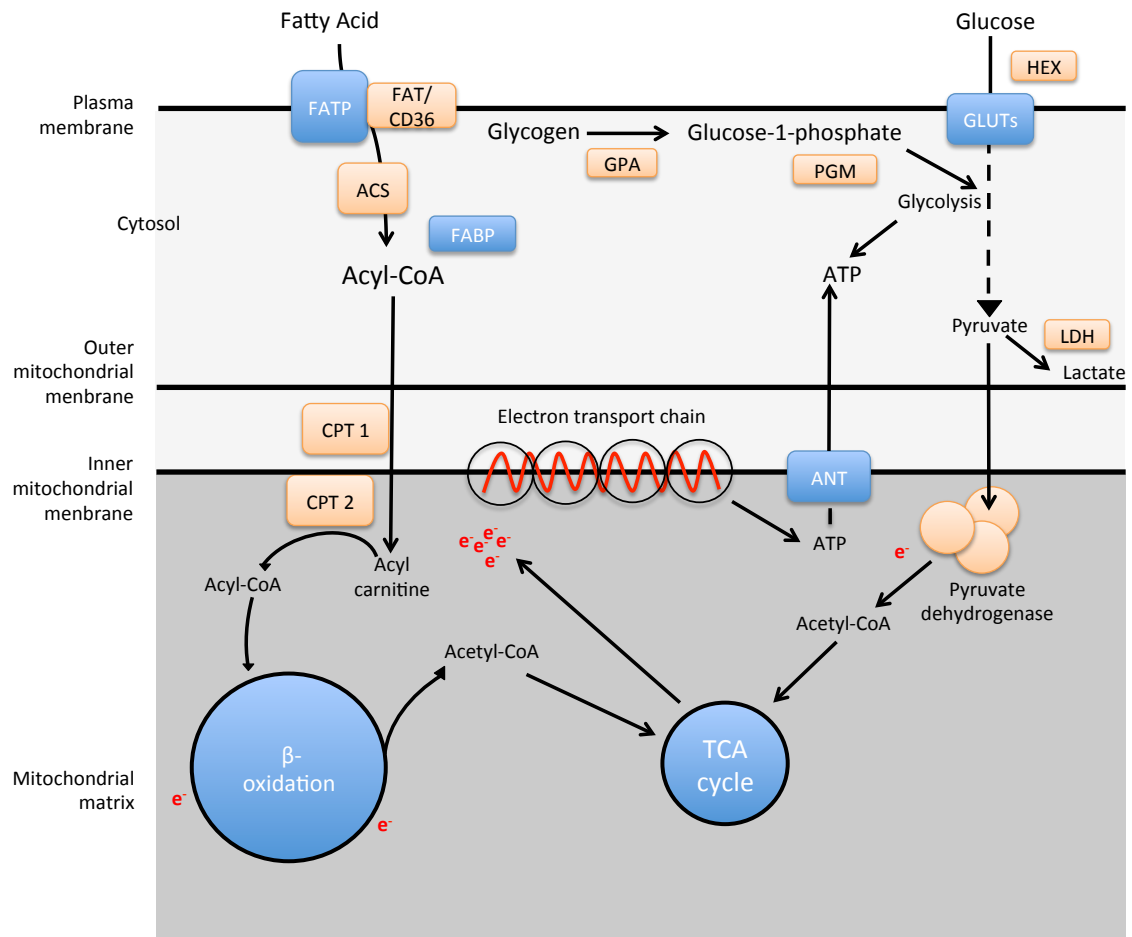 Fatty Acid
Glucose
HEX
Plasma
membrane
FATP
FAT/
CD36
GLUTs
Glycogen
Glucose-1-phosphate
GPA
PGM
ACS
Glycolysis
Cytosol
FABP
Acyl-CoA
ATP
Pyruvate
LDH
Lactate
Outer
mitochondrial
menbrane
CPT 1
Electron transport chain
Inner
mitochondrial
menbrane
CPT 2
ANT
e-
e-
e-
e-
e-
ATP
e-
Acyl
carnitine
Acyl-CoA
Pyruvate
dehydrogenase
Acetyl-CoA
Acetyl-CoA
β-
oxidation
TCA
cycle
Mitochondrial
matrix
e-
e-